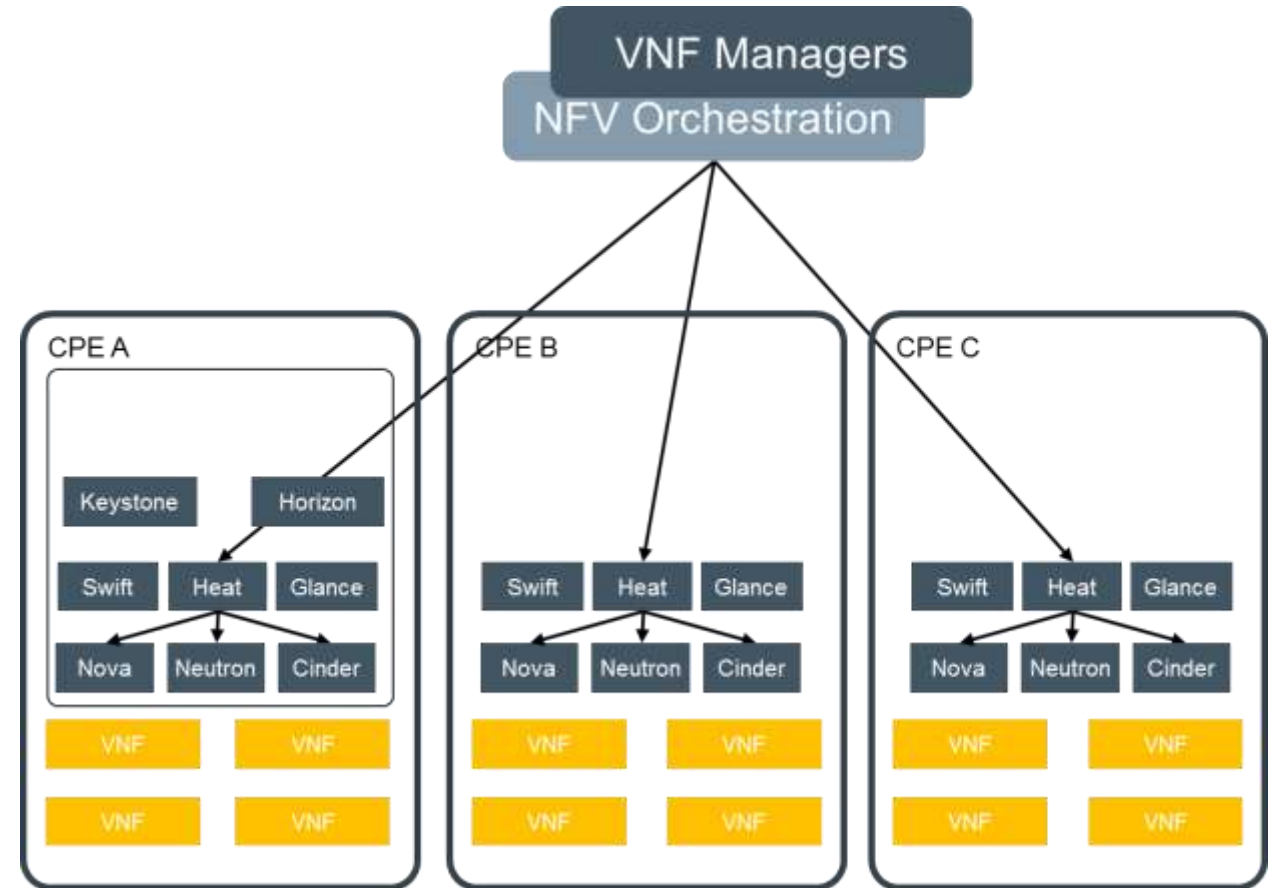 VNF Managers
NFV Orchestration
CPE A
CPE B
CPE C
Keystone
Horizon
Swift
Heat
Glance
Swift
Heat
Glance
Swift
Heat
Glance
Nova
Neutron
Cinder
Nova
Neutron
Cinder
Nova
Neutron
Cinder
VNF
VNF
VNF
VNF
VNF
VNF
VNF
VNF
VNF
VNF
VNF
VNF